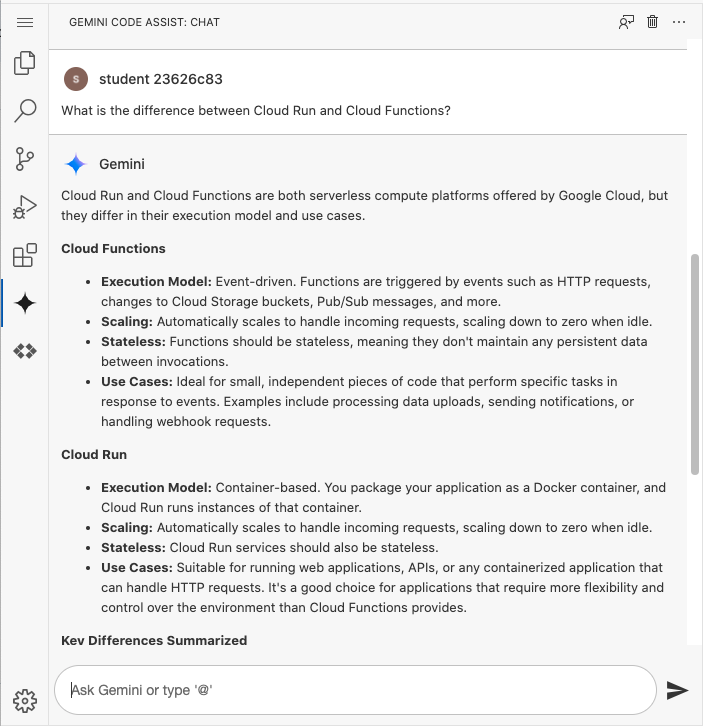 GEMINI CODE ASSIST: CHAT
S
student 23626c83
What is the difference between Cloud Run and Cloud Functions?
Gemini
Cloud Run and Cloud Functions are both serverless compute platforms offered by Google Cloud, but
they differ in their execution model and use cases.
Cloud Functions
• Execution Model: Event-driven. Functions are triggered by events such as HTTP requests,
changes to Cloud Storage buckets, Pub/Sub messages, and more.
• Scaling: Automatically scales to handle incoming requests, scaling down to zero when idle.
• Stateless: Functions should be stateless, meaning they don't maintain any persistent data
between invocations.
• Use Cases: Ideal for small, independent pieces of code that perform specific tasks in
response to events. Examples include processing data uploads, sending notifications, or
handling webhook requests.
Cloud Run
• Execution Model: Container-based. You package your application as a Docker container, and
Cloud Run runs instances of that container.
• Scaling: Automatically scales to handle incoming requests, scaling down to zero when idle.
• Stateless: Cloud Run services should also be stateless.
• Use Cases: Suitable for running web applications, APIs, or any containerized application that
can handle HTTP requests. It's a good choice for applications that require more flexibility and
control over the environment than Cloud Functions provides.
Key Differences Summarized
Ask Gemini or type '@'